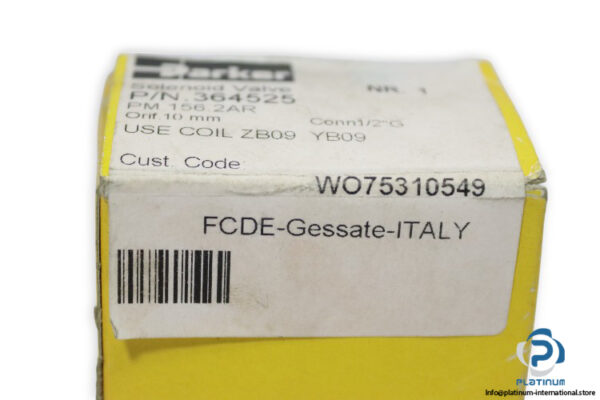 Parker
Solenoid Valve NR. 1
P/N.364525
PM 156.2AR
Orif.10 mm Conn1/2"G
USE COIL ZB09 YB09
Cust. Code
WO75310549
FCDE-Gessate-ITALY
PLATINUM
info@platinum-international.store